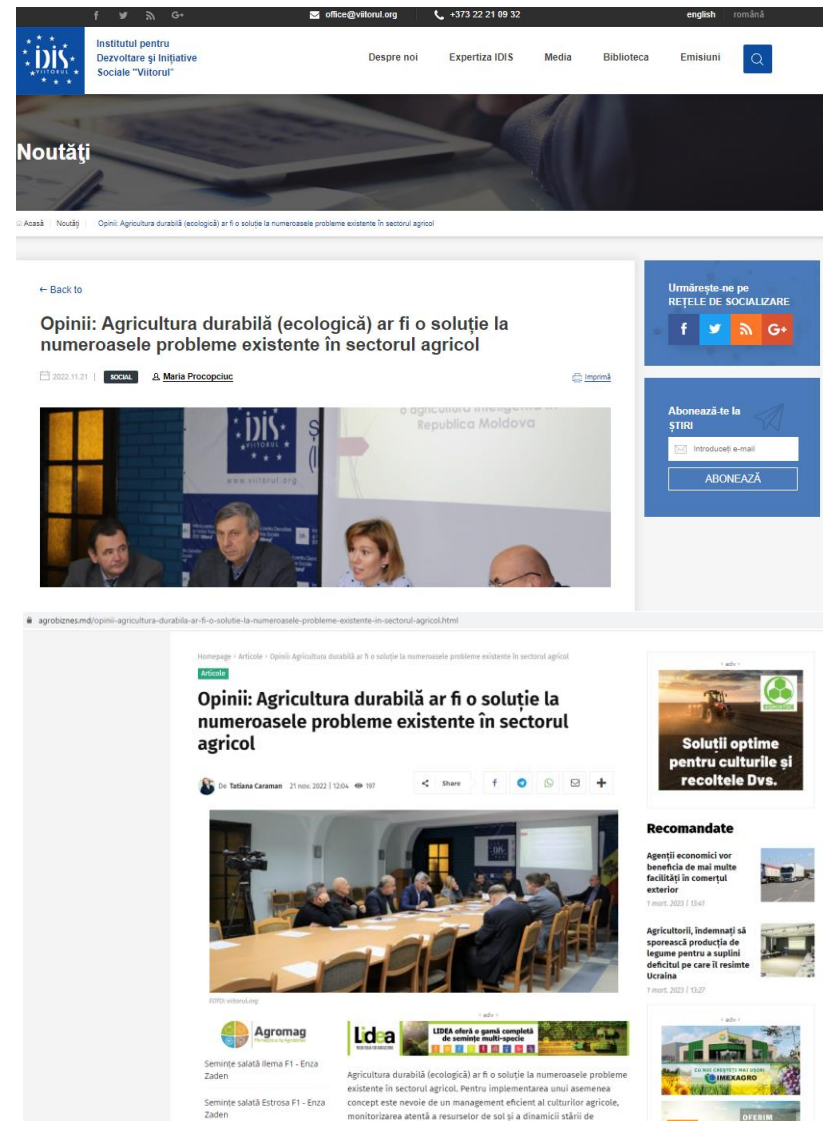 office@viitorul.org
+373 22 21 09 32
english
română
iDiS
VIITORUL
Institutul pentru
Dezvoltare și Inițiative
Sociale "Viitorul"
Despre noi
Expertiza IDIS
Media
Biblioteca
Emisiuni
Noutăţi
Acasă
Noutăți
Opinii: Agricultura durabilă (ecologică) ar fi o soluție la numeroasele probleme existente în sectorul agricol
← Back to
Opinii: Agricultura durabilă (ecologică) ar fi o soluție la
numeroasele probleme existente în sectorul agricol
2022.11.21 |
SOCIAL
Maria Procopciuc
Imprimă
iDiS
VIITORUL
www.viitorul.org
o agricultură inteligentă în
Republica Moldova
Urmărește-ne pe
REȚELE DE SOCIALIZARE
f
G+
Abonează-te la
ȘTIRI
Introduceți e-mail
ABONEAZĂ
agrobiznes.md/opinii-agricultura-durabila-ar-fi-o-solutie-la-numeroasele-probleme-existente-in-sectorul-agricol.html
Homepage › Articole › Opinii: Agricultura durabilă ar fi o soluție la numeroasele probleme existente în sectorul agricol
Articole
Opinii: Agricultura durabilă ar fi o soluție la
numeroasele probleme existente în sectorul
agricol
De Tatiana Caraman 21 nov. 2022 | 12:04 197
Share
FOTO: viitorul.org
Agromag
Semințe salată Ilema F1 - Enza
Zaden
Semințe salată Estrosa F1 - Enza
Zaden
‹ adv ›
Lidea
LIDEA oferă o gamă completă
de semințe multi-specie
Agricultura durabilă (ecologică) ar fi o soluție la numeroasele probleme
existente în sectorul agricol. Pentru implementarea unui asemenea
concept este nevoie de un management eficient al culturilor agricole,
monitorizarea atentă a resurselor de sol și a dinamicii stării de
‹ adv ›
Soluții optime
pentru culturile și
recoltele Dvs.
Recomandate
Agenții economici vor
beneficia de mai multe
facilități în comerțul
exterior
1 mart. 2023 | 13:41
Agricultorii, îndemnați să
sporească producția de
legume pentru a suplini
deficitul pe care îl resimte
Ucraina
1 mart. 2023 | 13:27
‹ adv ›
CU NOI CREȘTEȚI MAI UȘOR!
IMEXAGRO
OFERIM